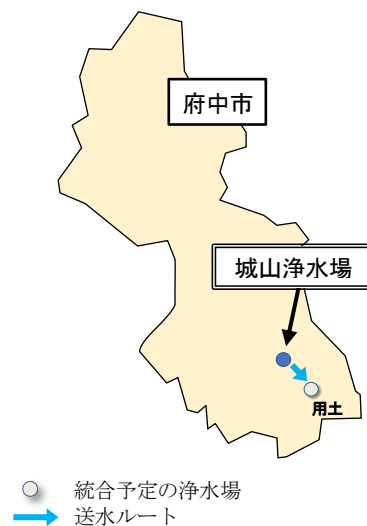 府中市
城山浄水場
用土
統合予定の浄水場
送水ルート